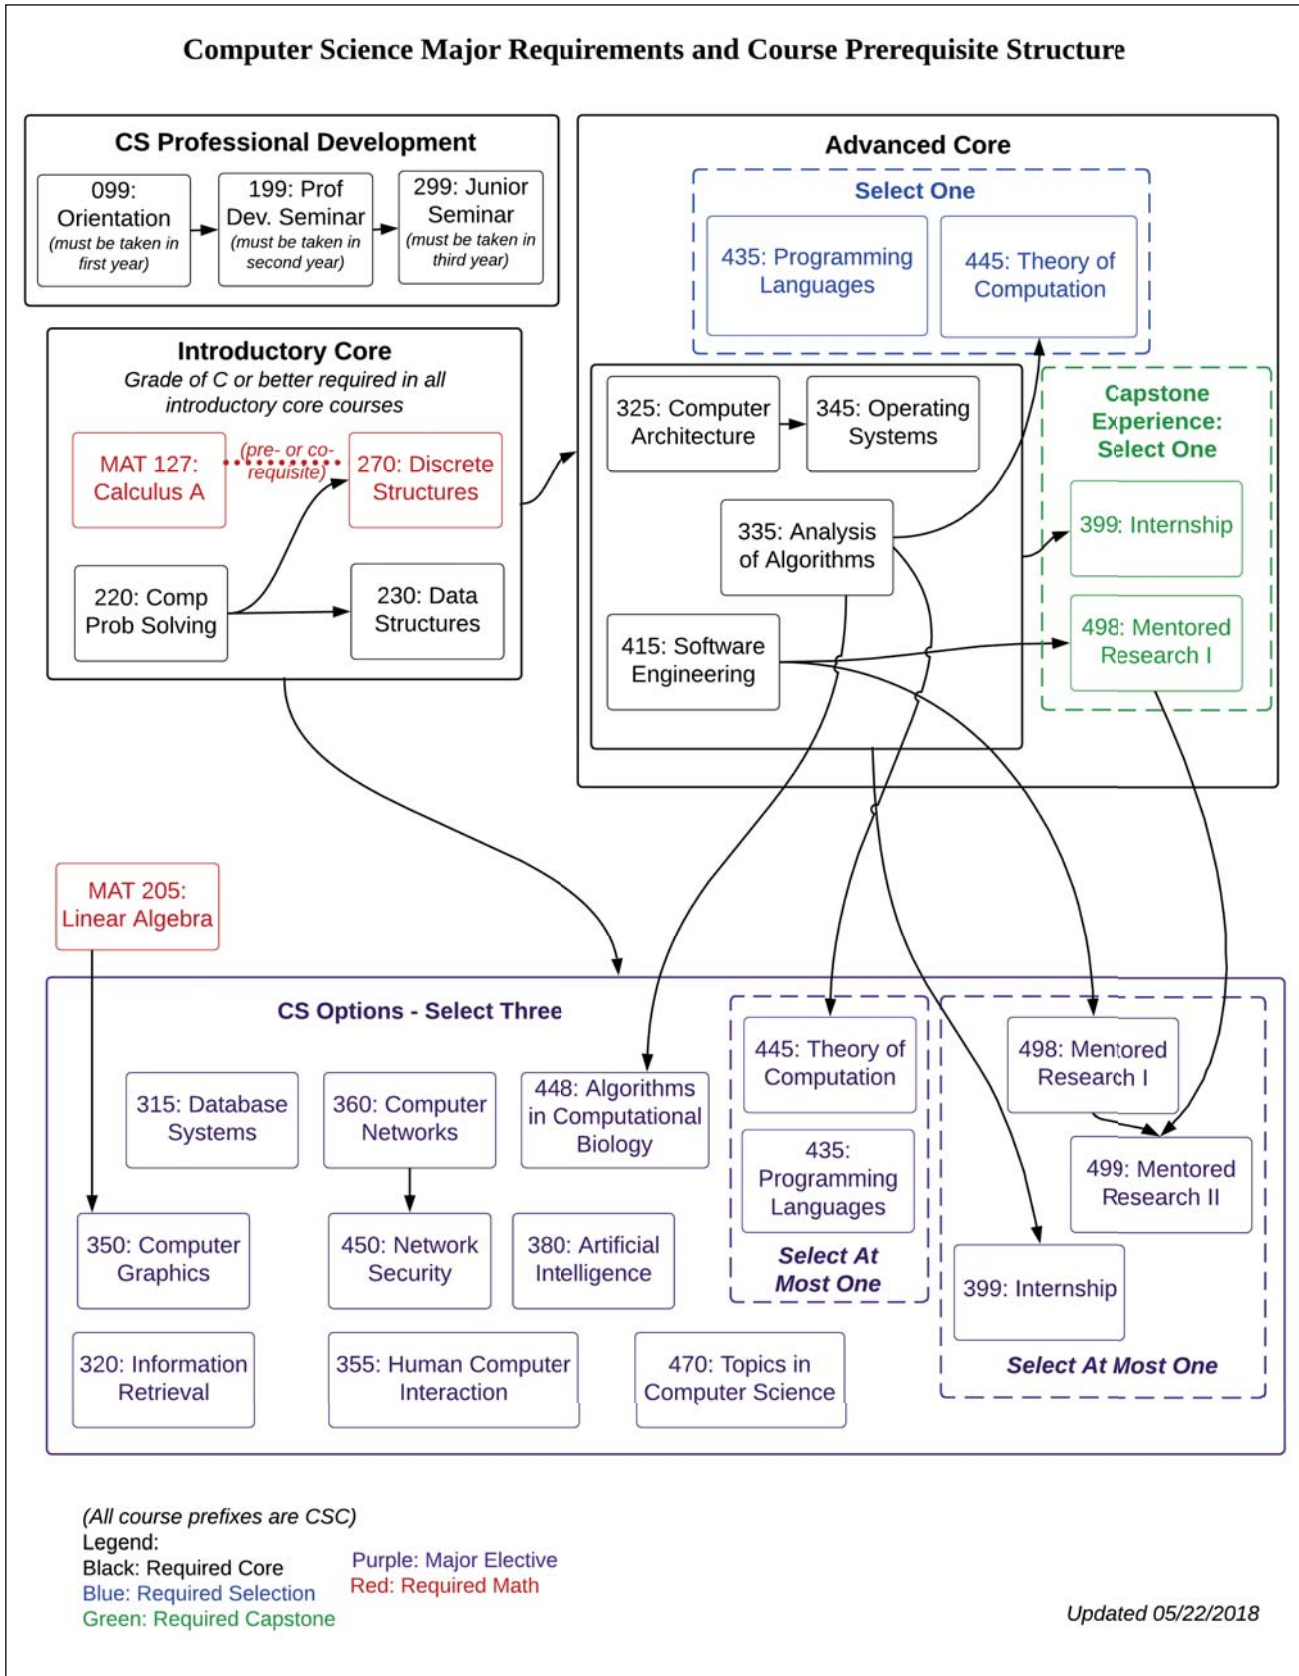 Computer Science Major Requirements and Course Prerequisite Structure
CS Professional Development
099:
Orientation
(must be taken in
first year)
199: Prof
Dev. Seminar
(must be taken in
second year)
299: Junior
Seminar
(must be taken in
third year)
Introductory Core
Grade of C or better required in all
introductory core courses
MAT 127:
Calculus A
(pre- or co-
requisite)
270: Discrete
Structures
220: Comp
Prob Solving
230: Data
Structures
Advanced Core
Select One
435: Programming
Languages
445: Theory of
Computation
325: Computer
Architecture
345: Operating
Systems
335: Analysis
of Algorithms
415: Software
Engineering
Capstone
Experience:
Select One
399: Internship
498: Mentored
Research I
MAT 205:
Linear Algebra
CS Options - Select Three
315: Database
Systems
360: Computer
Networks
448: Algorithms
in Computational
Biology
445: Theory of
Computation
435:
Programming
Languages
Select At
Most One
498: Mentored
Research I
499: Mentored
Research II
399: Internship
Select At Most One
350: Computer
Graphics
450: Network
Security
380: Artificial
Intelligence
320: Information
Retrieval
355: Human Computer
Interaction
470: Topics in
Computer Science
(All course prefixes are CSC)
Legend:
Black: Required Core
Blue: Required Selection
Green: Required Capstone
Purple: Major Elective
Red: Required Math
Updated 05/22/2018